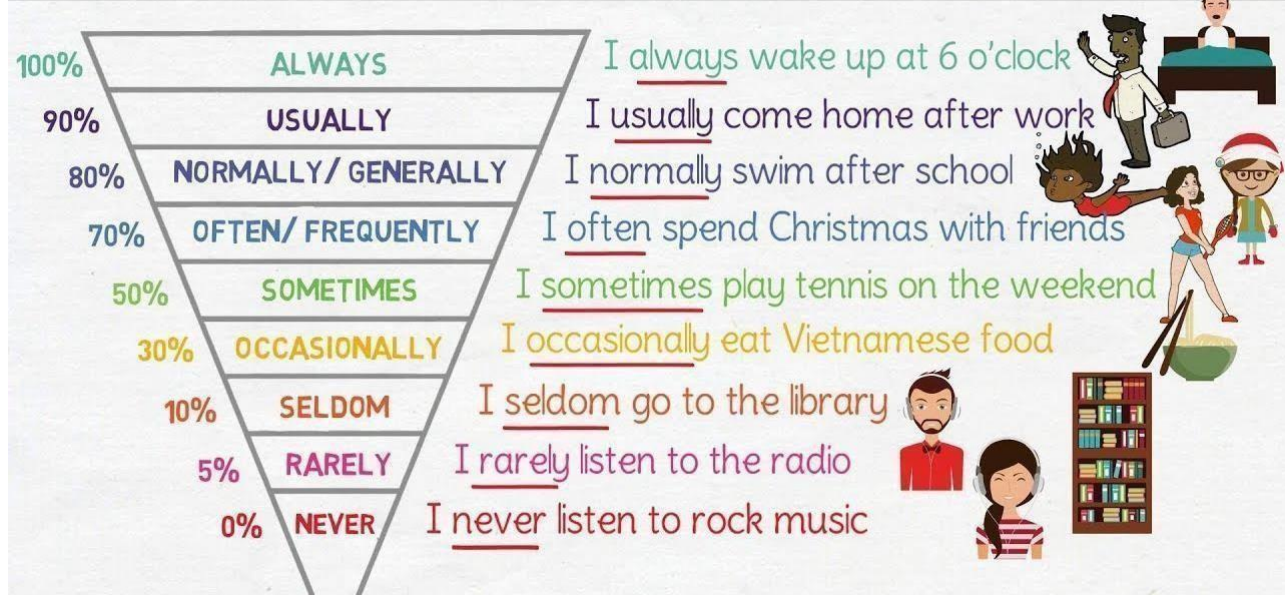 100% ALWAYS I always wake up at 6 o'clock
90% USUALLY I usually come home after work
80% NORMALLY/ GENERALLY I normally swim after school
70% OFTEN/ FREQUENTLY I often spend Christmas with friends
50% SOMETIMES I sometimes play tennis on the weekend
30% OCCASIONALLY I occasionally eat Vietnamese food
10% SELDOM I seldom go to the library
5% RARELY I rarely listen to the radio
0% NEVER I never listen to rock music